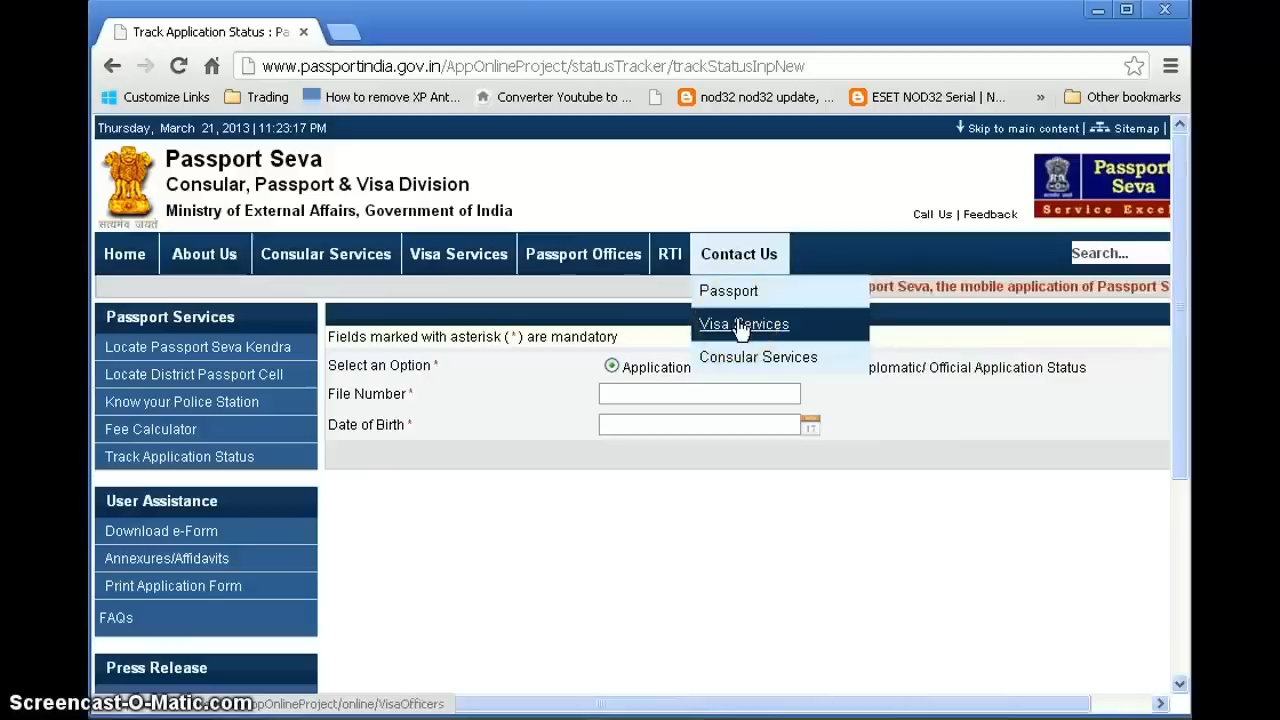 Track Application Status : Pa
www.passportindia.gov.in/AppOnlineProject/statusTracker/trackStatusInpNew
Customize Links Trading How to remove XP Ant... Converter Youtube to ... nod32 nod32 update, ... ESET NOD32 Serial | N... » Other bookmarks
Thursday, March 21, 2013 | 11:23:17 PM Skip to main content | Sitemap |
Passport Seva
Consular, Passport & Visa Division
Ministry of External Affairs, Government of India
सत्यमेव जयते
Passport
Seva
Service Excel
Call Us | Feedback
Home About Us Consular Services Visa Services Passport Offices RTI Contact Us Search...
Passport
Visa Services
Consular Services
port Seva, the mobile application of Passport S
Passport Services
Locate Passport Seva Kendra
Locate District Passport Cell
Know your Police Station
Fee Calculator
Track Application Status
Fields marked with asterisk (*) are mandatory
Select an Option * Application plomatic/ Official Application Status
File Number *
Date of Birth * 17
User Assistance
Download e-Form
Annexures/Affidavits
Print Application Form
FAQs
Press Release
Screencast-O-Matic.com
AppOnlineProject/online/VisaOfficers